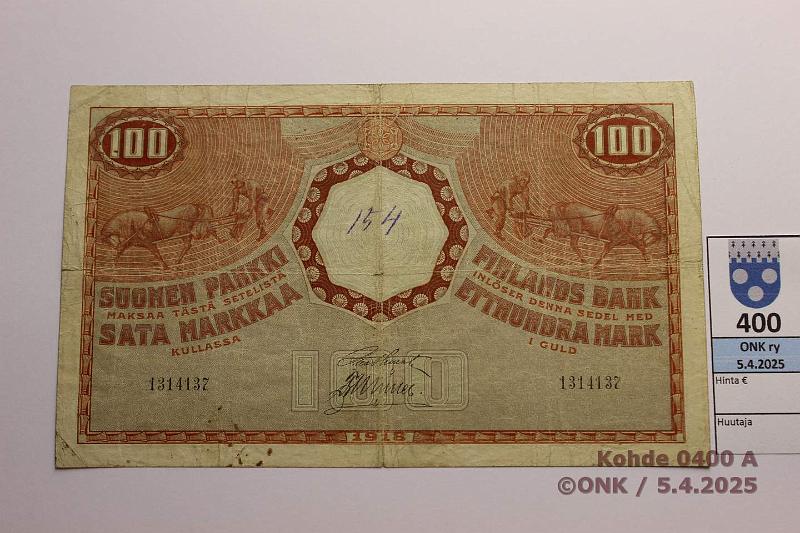 100
100
154
SUOMEN PANKKI
MAKSAA TÄSTÄ SETELISTÄ
SATA MARKKAA
KULLASSA
FINLANDS BANK
INLÖSER DENNA SEDEL MED
ETTHUNDRA MARK
I GULD
1314137
100
1314137
1918
400
ONK ry
5.4.2025
Hinta €
Huutaja
Kohde 0400 A
©ONK / 5.4.2025